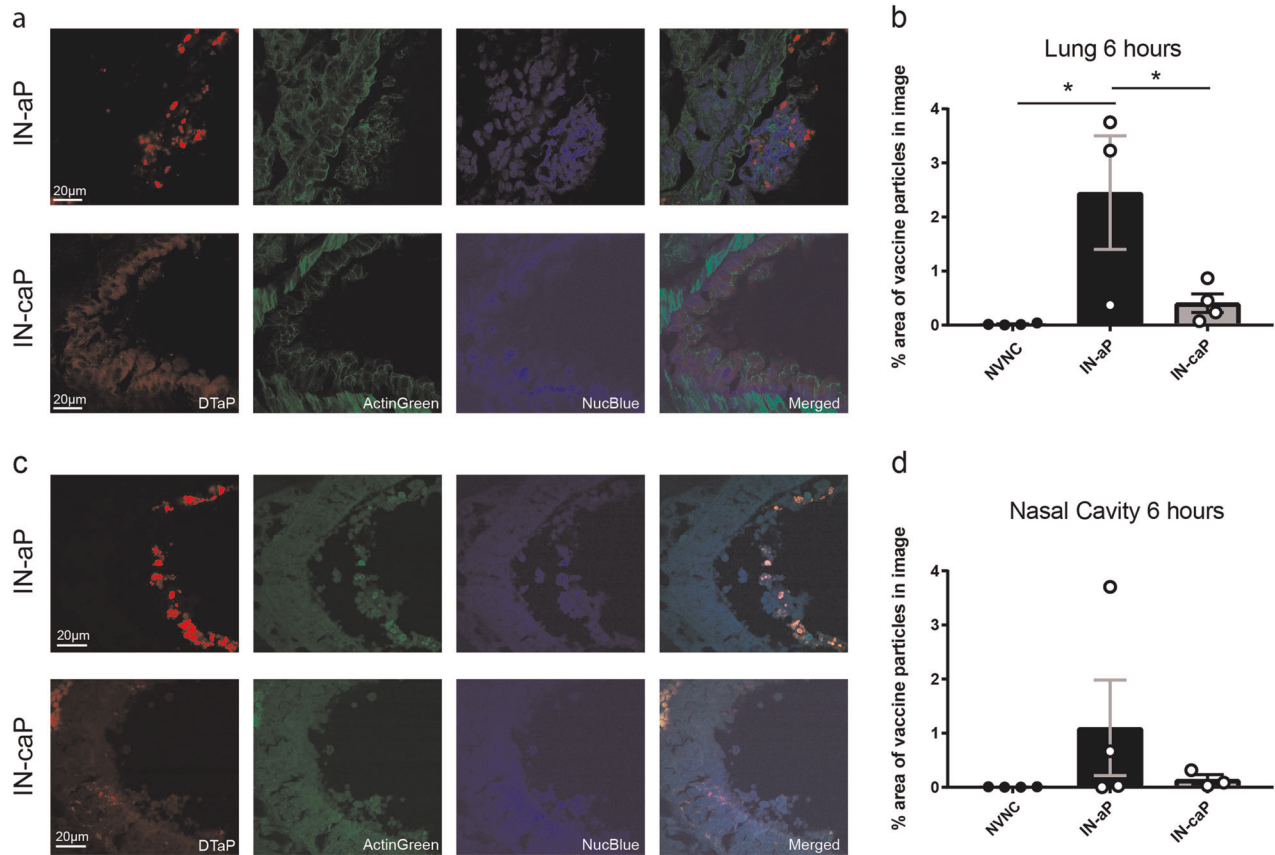 a
IN-aP
20µm
IN-caP
20µm
DTaP
ActinGreen
NucBlue
Merged
b
Lung 6 hours
*
*
% area of vaccine particles in image
4
3
2
1
0
NVNC
IN-aP
IN-caP
c
IN-aP
20µm
IN-caP
20µm
DTaP
ActinGreen
NucBlue
Merged
d
Nasal Cavity 6 hours
% area of vaccine particles in image
4
3
2
1
0
NVNC
IN-aP
IN-caP